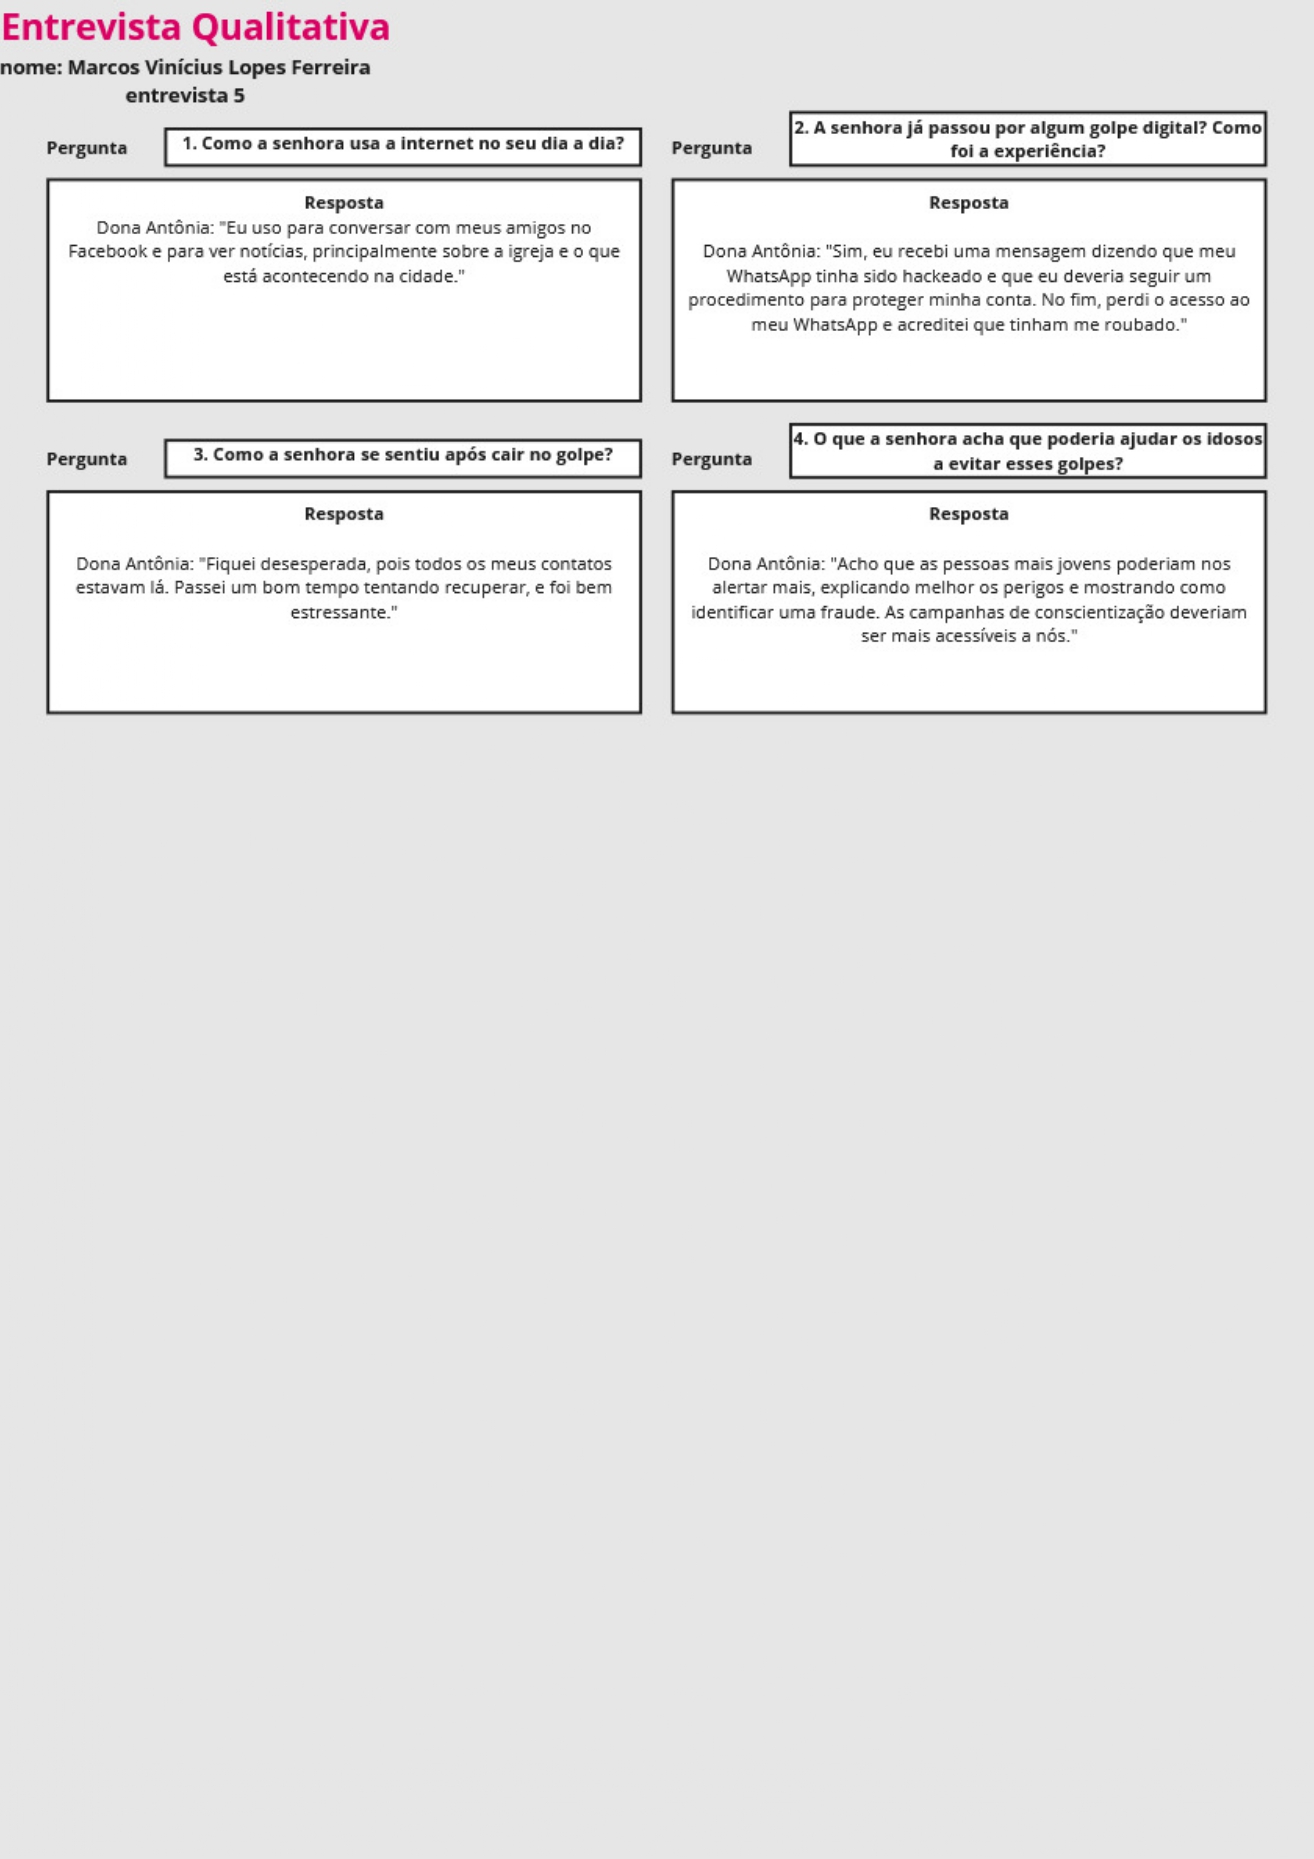 Entrevista Qualitativa
nome: Marcos Vinícius Lopes Ferreira
entrevista 5
Pergunta
1. Como a senhora usa a internet no seu dia a dia?
Resposta
Dona Antônia: "Eu uso para conversar com meus amigos no
Facebook e para ver notícias, principalmente sobre a igreja e o que
está acontecendo na cidade."
Pergunta
2. A senhora já passou por algum golpe digital? Como
foi a experiência?
Resposta
Dona Antônia: "Sim, eu recebi uma mensagem dizendo que meu
WhatsApp tinha sido hackeado e que eu deveria seguir um
procedimento para proteger minha conta. No fim, perdi o acesso ao
meu WhatsApp e acreditei que tinham me roubado."
Pergunta
3. Como a senhora se sentiu após cair no golpe?
Resposta
Dona Antônia: "Fiquei desesperada, pois todos os meus contatos
estavam lá. Passei um bom tempo tentando recuperar, e foi bem
estressante."
Pergunta
4. O que a senhora acha que poderia ajudar os idosos
a evitar esses golpes?
Resposta
Dona Antônia: "Acho que as pessoas mais jovens poderiam nos
alertar mais, explicando melhor os perigos e mostrando como
identificar uma fraude. As campanhas de conscientização deveriam
ser mais acessíveis a nós."